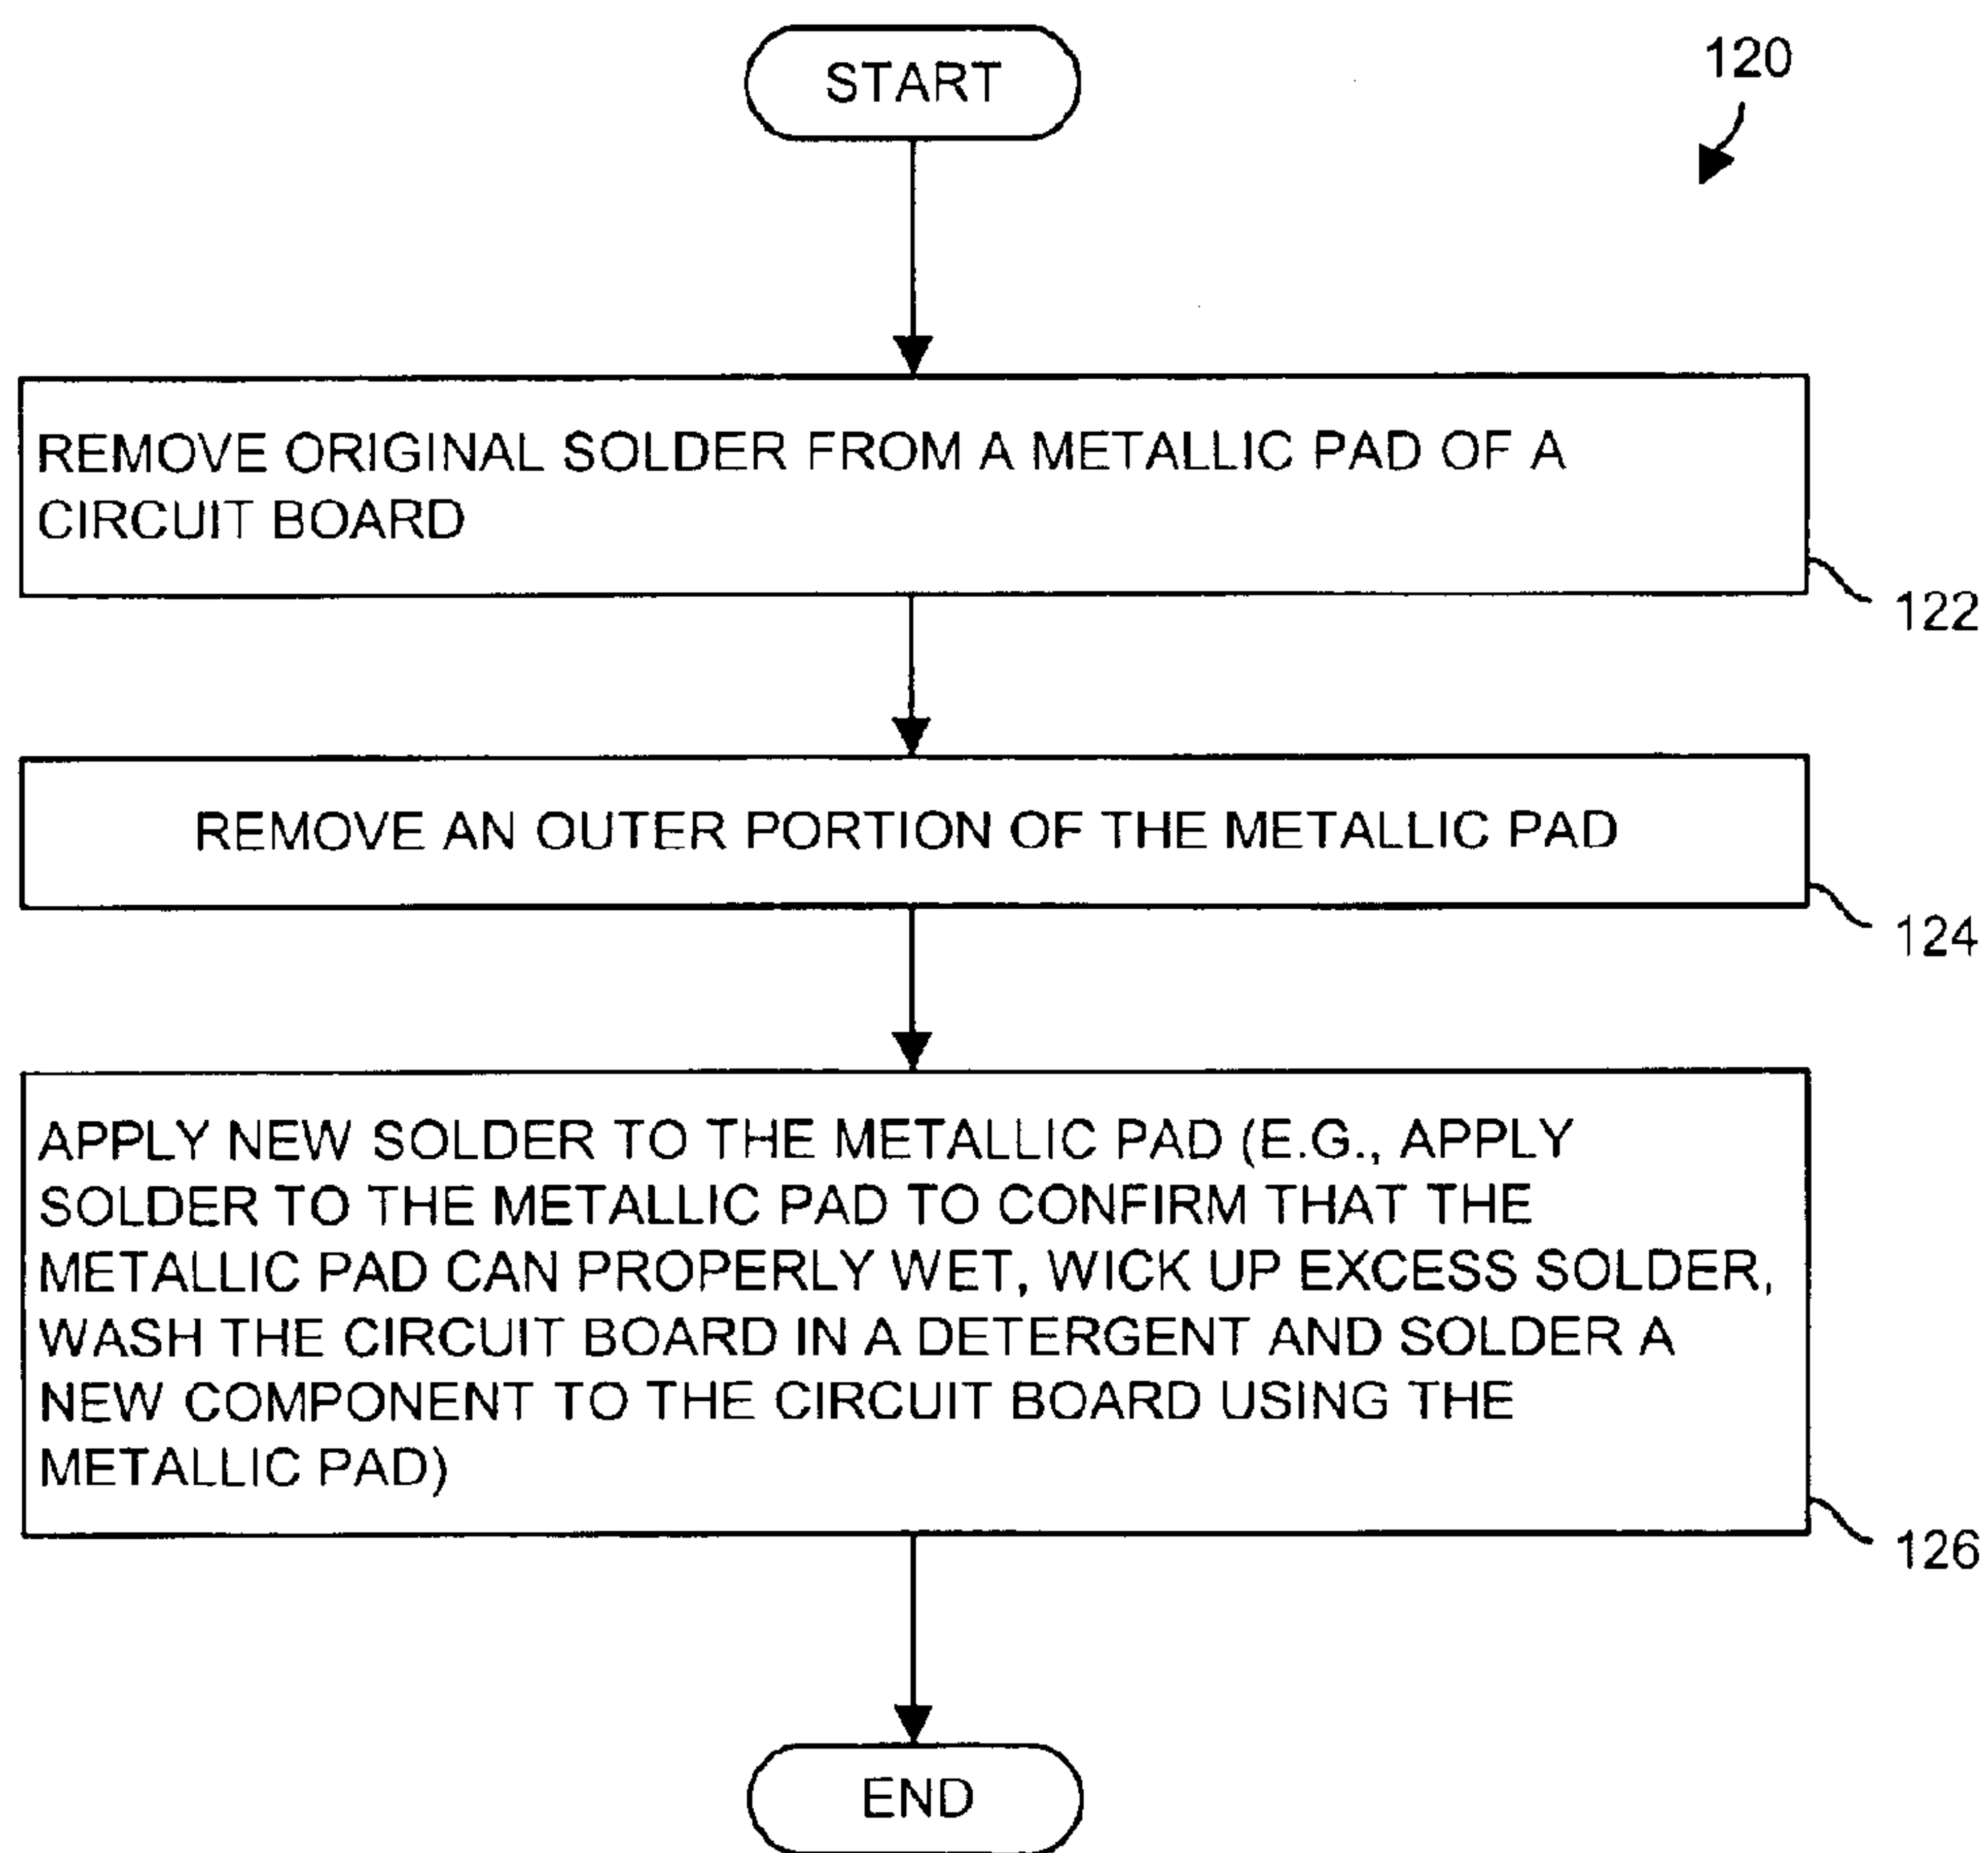 START
120
REMOVE ORIGINAL SOLDER FROM A METALLIC PAD OF A
CIRCUIT BOARD
122
REMOVE AN OUTER PORTION OF THE METALLIC PAD
124
APPLY NEW SOLDER TO THE METALLIC PAD (E.G., APPLY
SOLDER TO THE METALLIC PAD TO CONFIRM THAT THE
METALLIC PAD CAN PROPERLY WET, WICK UP EXCESS SOLDER,
WASH THE CIRCUIT BOARD IN A DETERGENT AND SOLDER A
NEW COMPONENT TO THE CIRCUIT BOARD USING THE
METALLIC PAD)
126
END